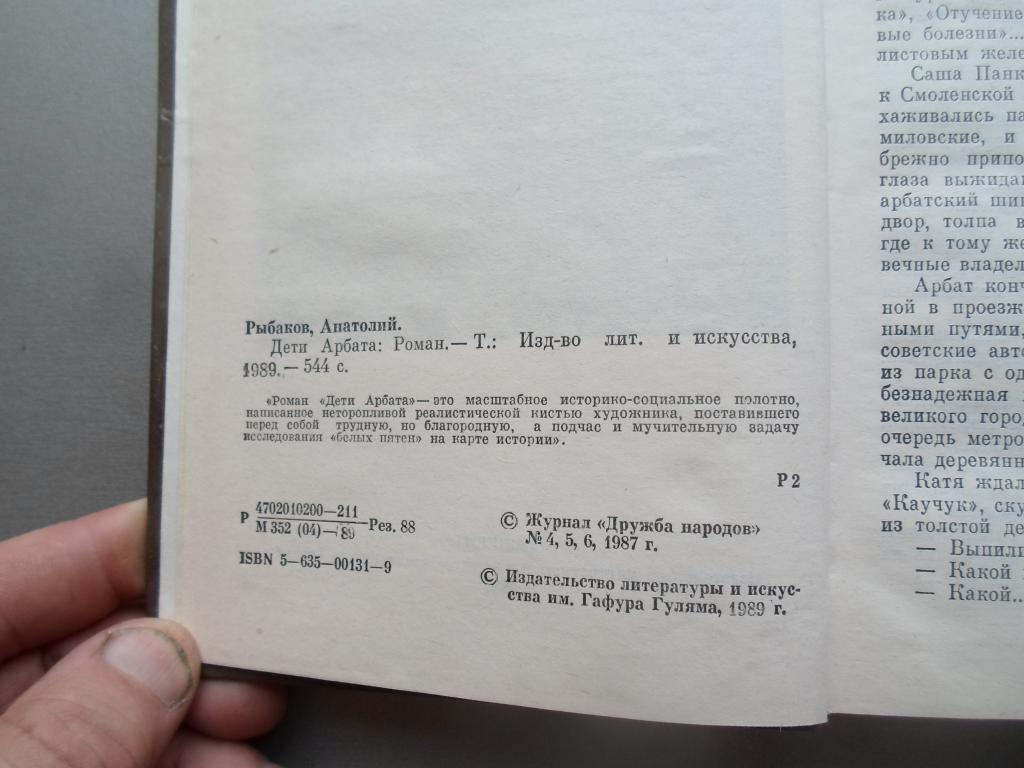 Рыбаков, Анатолий.
Дети Арбата: Роман.— Т.: Изд-во лит. и искусства,
1989.— 544 с.
«Роман «Дети Арбата»—это масштабное историко-социальное полотно,
написанное неторопливой реалистической кистью художника, поставившего
перед собой трудную, но благородную, а подчас и мучительную задачу
исследования «белых пятен» на карте истории».
Р 2
Р 4702010200—211
М 352 (04)—89 Рез. 88
ISBN 5—635—00131—9
© Журнал «Дружба народов»
№ 4, 5, 6, 1987 г.
© Издательство литературы и искус-
ства им. Гафура Гуляма, 1989 г.
ка», «Отучение
вые болезни»...
листовым желе
Саша Панк
к Смоленской
хаживались па
миловские, и
брежно припо
глаза выжидан
арбатский шин
двор, толпа в
где к тому же
вечные владел
Арбат конч
ной в проезж
ными путями,
советские авто
из парка с од
безнадежная
великого горо
очередь метро
чала деревянн
Катя ждал
«Каучук», ску
из толстой де
— Выпили
— Какой
— Какой..